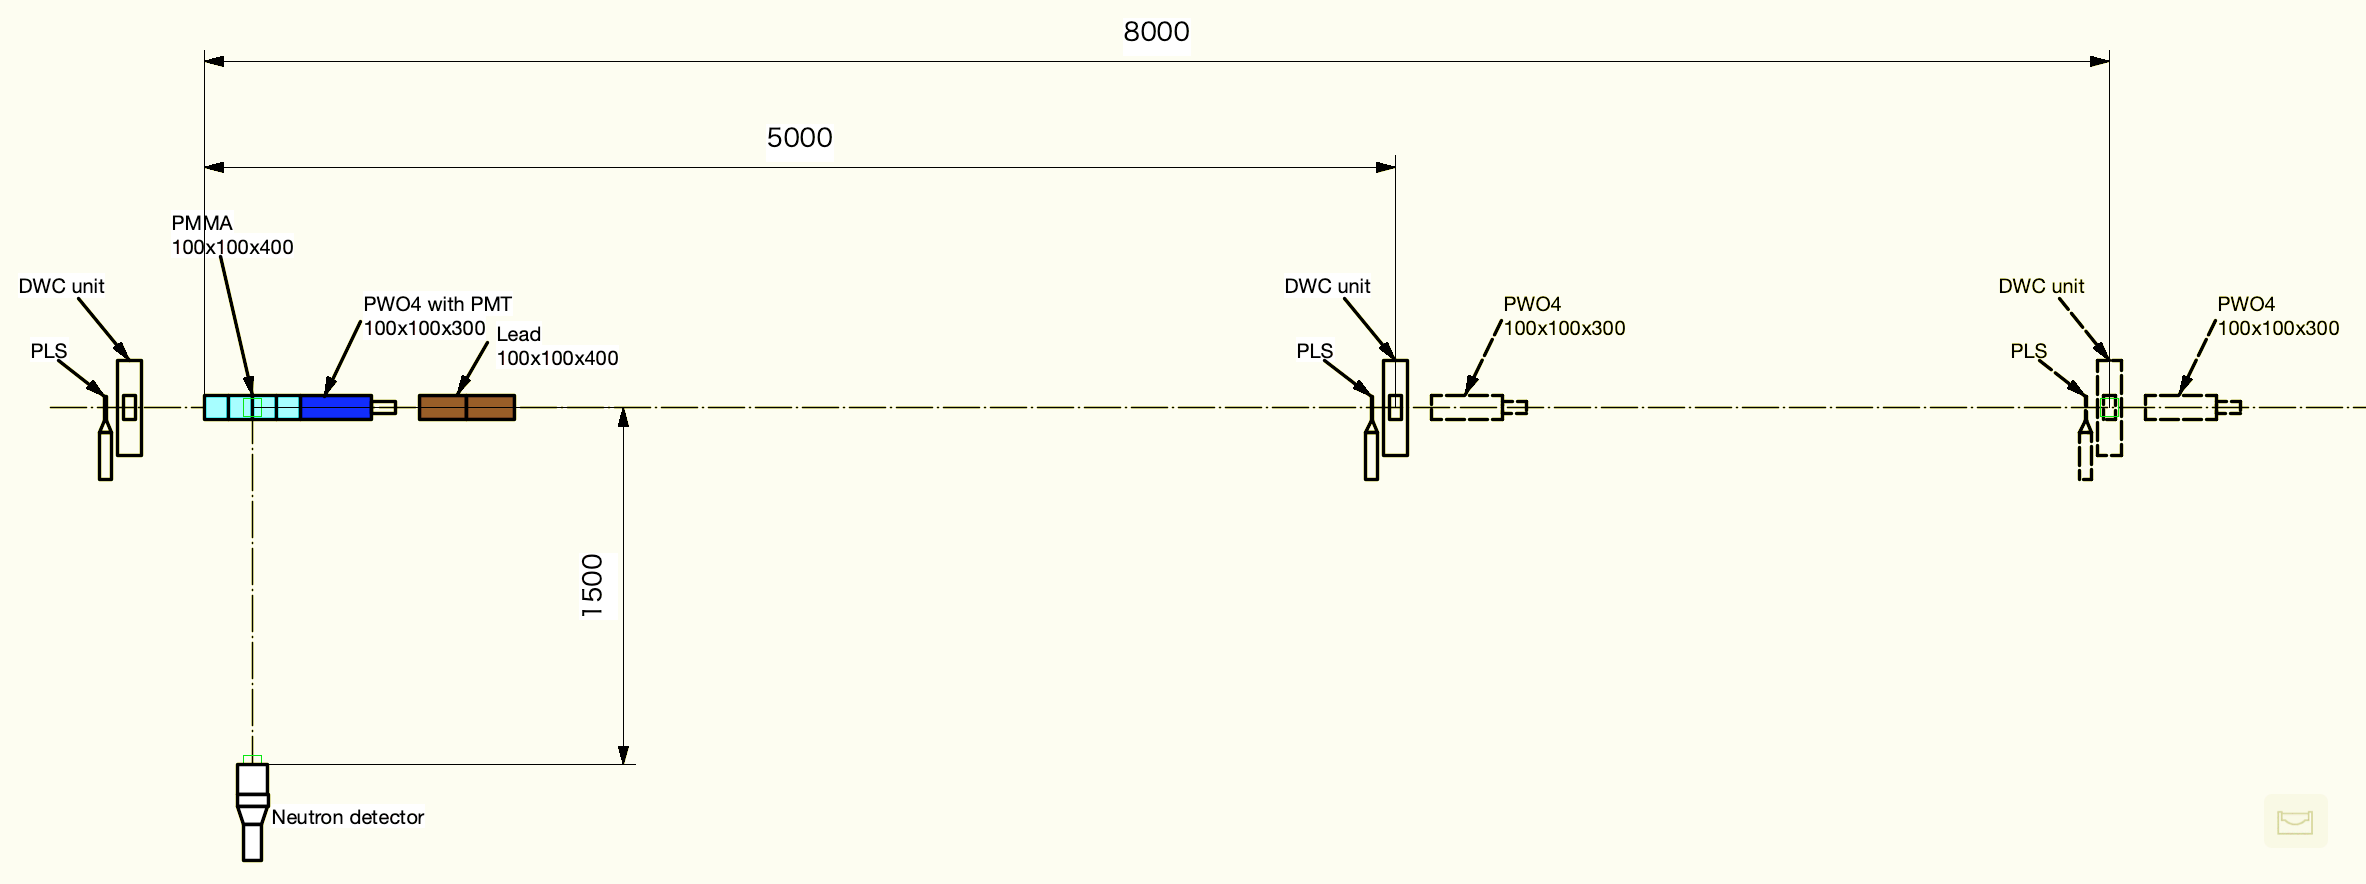 8000
5000
PMMA
100x100x400
DWC unit
PLS
PWO4 with PMT
100x100x300
Lead
100x100x400
DWC unit
PLS
PWO4
100x100x300
DWC unit
PLS
PWO4
100x100x300
1500
Neutron detector